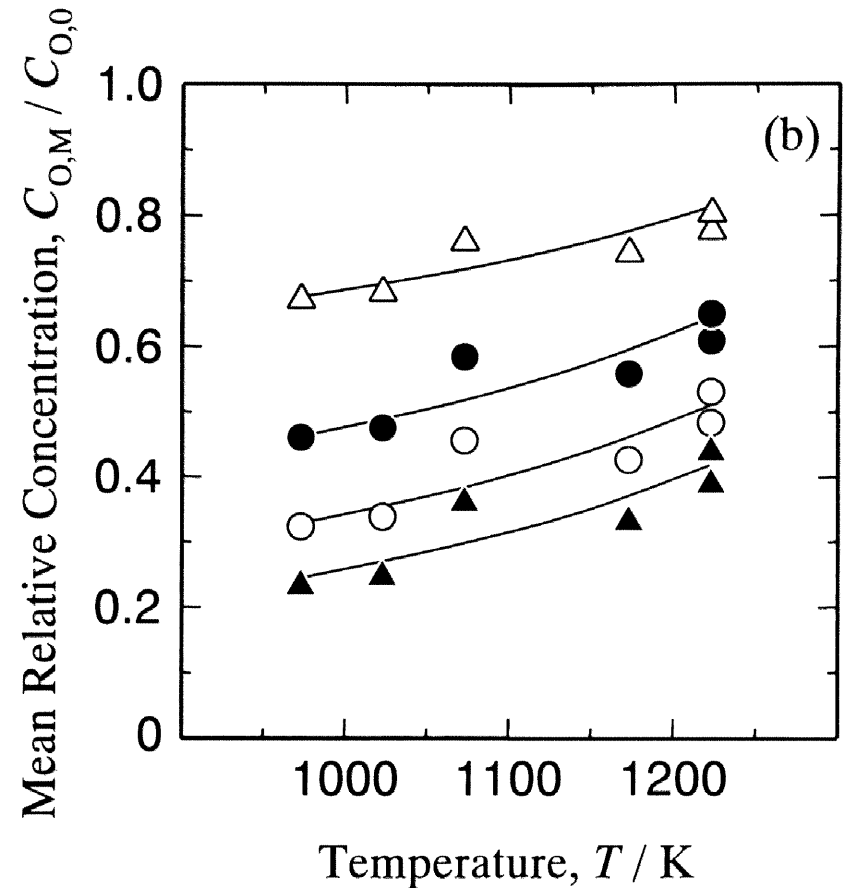 Mean Relative Concentration, C_O,M / C_O,0
1.0
0.8
0.6
0.4
0.2
0
(b)
1000 1100 1200
Temperature, T / K